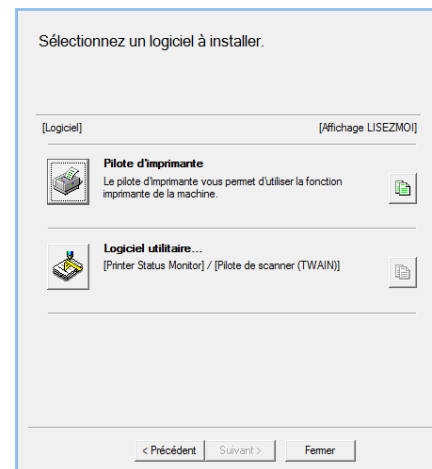 Sélectionnez un logiciel à installer.
[Logiciel] [Affichage LISEZMOI]
Pilote d'imprimante
Le pilote d'imprimante vous permet d'utiliser la fonction
imprimante de la machine.
Logiciel utilitaire...
[Printer Status Monitor] / [Pilote de scanner (TWAIN)]
< Précédent Suivant > Fermer